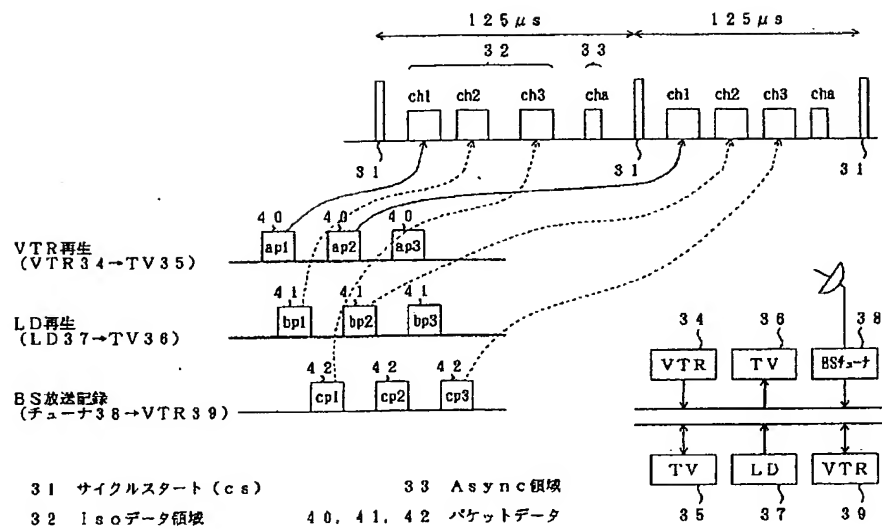 125μs 125μs
32 33
ch1 ch2 ch3 cha ch1 ch2 ch3 cha
31 31 31
40 40 40
VTR再生
(VTR34→TV35)
ap1 ap2 ap3
41 41 41
LD再生
(LD37→TV36)
bp1 bp2 bp3
42 42 42
BS放送記録
(チューナ38→VTR39)
cp1 cp2 cp3
34 36 38
VTR TV BSチューナ
TV LD VTR
35 37 39
31 サイクルスタート(cs)
33 Async領域
32 Isoデータ領域
40, 41, 42 パケットデータ